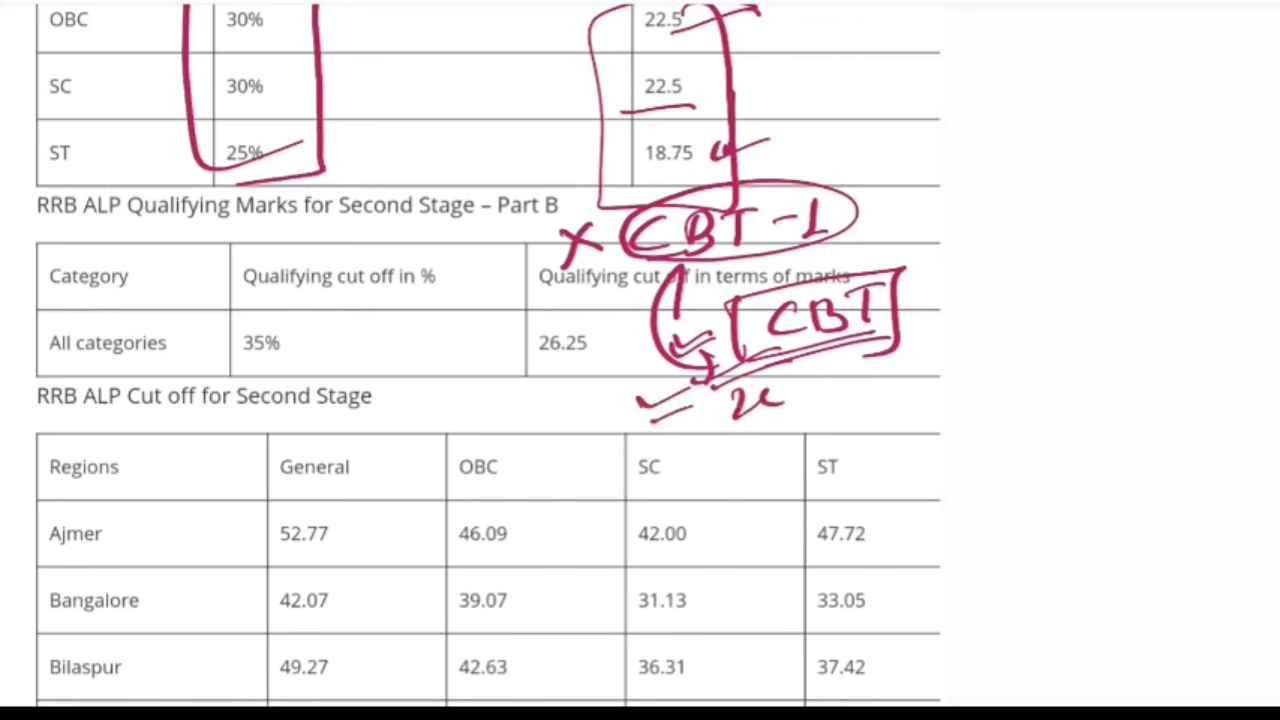 OBC 30% 22.5
SC 30% 22.5
ST 25% 18.75
RRB ALP Qualifying Marks for Second Stage – Part B
X CBT-1
Category Qualifying cut off in % Qualifying cut off in terms of marks
CBT
All categories 35% 26.25
RRB ALP Cut off for Second Stage
Regions General OBC SC ST
Ajmer 52.77 46.09 42.00 47.72
Bangalore 42.07 39.07 31.13 33.05
Bilaspur 49.27 42.63 36.31 37.42